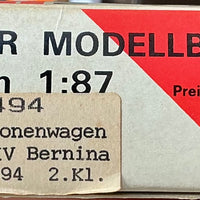 R MODELLB
n 1:87
Prei
494
onenwagen
V Bernina
94 2.Kl.